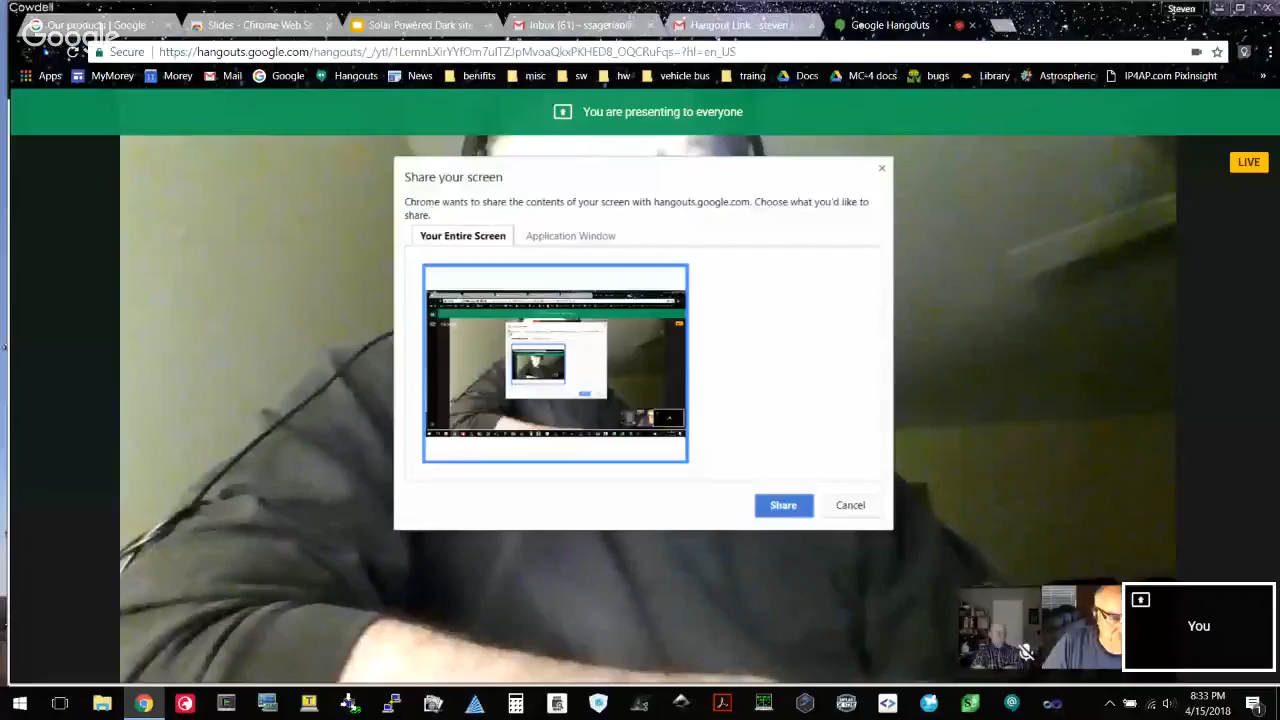 Cowdell
Steven
Google
Our products | Google
Slides - Chrome Web St
Solar Powered Dark site
Inbox (61) - ssagerian@
Hangout Link - steven
Google Hangouts
Secure
Apps
MyMorey
Morey
Mail
Google
Hangouts
News
benifits
misc
sw
hw
vehicle bus
traing
Docs
MC-4 docs
bugs
Library
Astrospheric
IP4AP.com PixInsight
You are presenting to everyone
LIVE
Share your screen
Chrome wants to share the contents of your screen with hangouts.google.com. Choose what you'd like to
share.
Your Entire Screen
Application Window
Share
Cancel
You
8:33 PM
4/15/2018